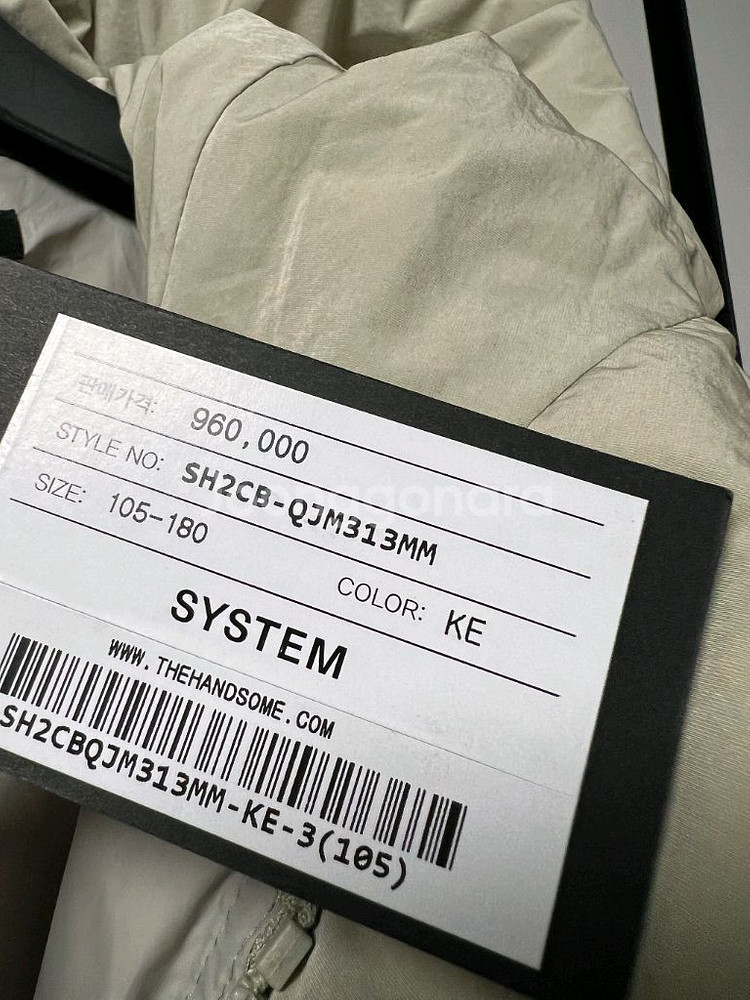 판매가격: 960,000
STYLE NO: SH2CB-QJM313MM
SIZE: 105-180
COLOR: KE
SYSTEM
WWW.THEHANDSOME.COM
SH2CBQJM313MM-KE-3(105)